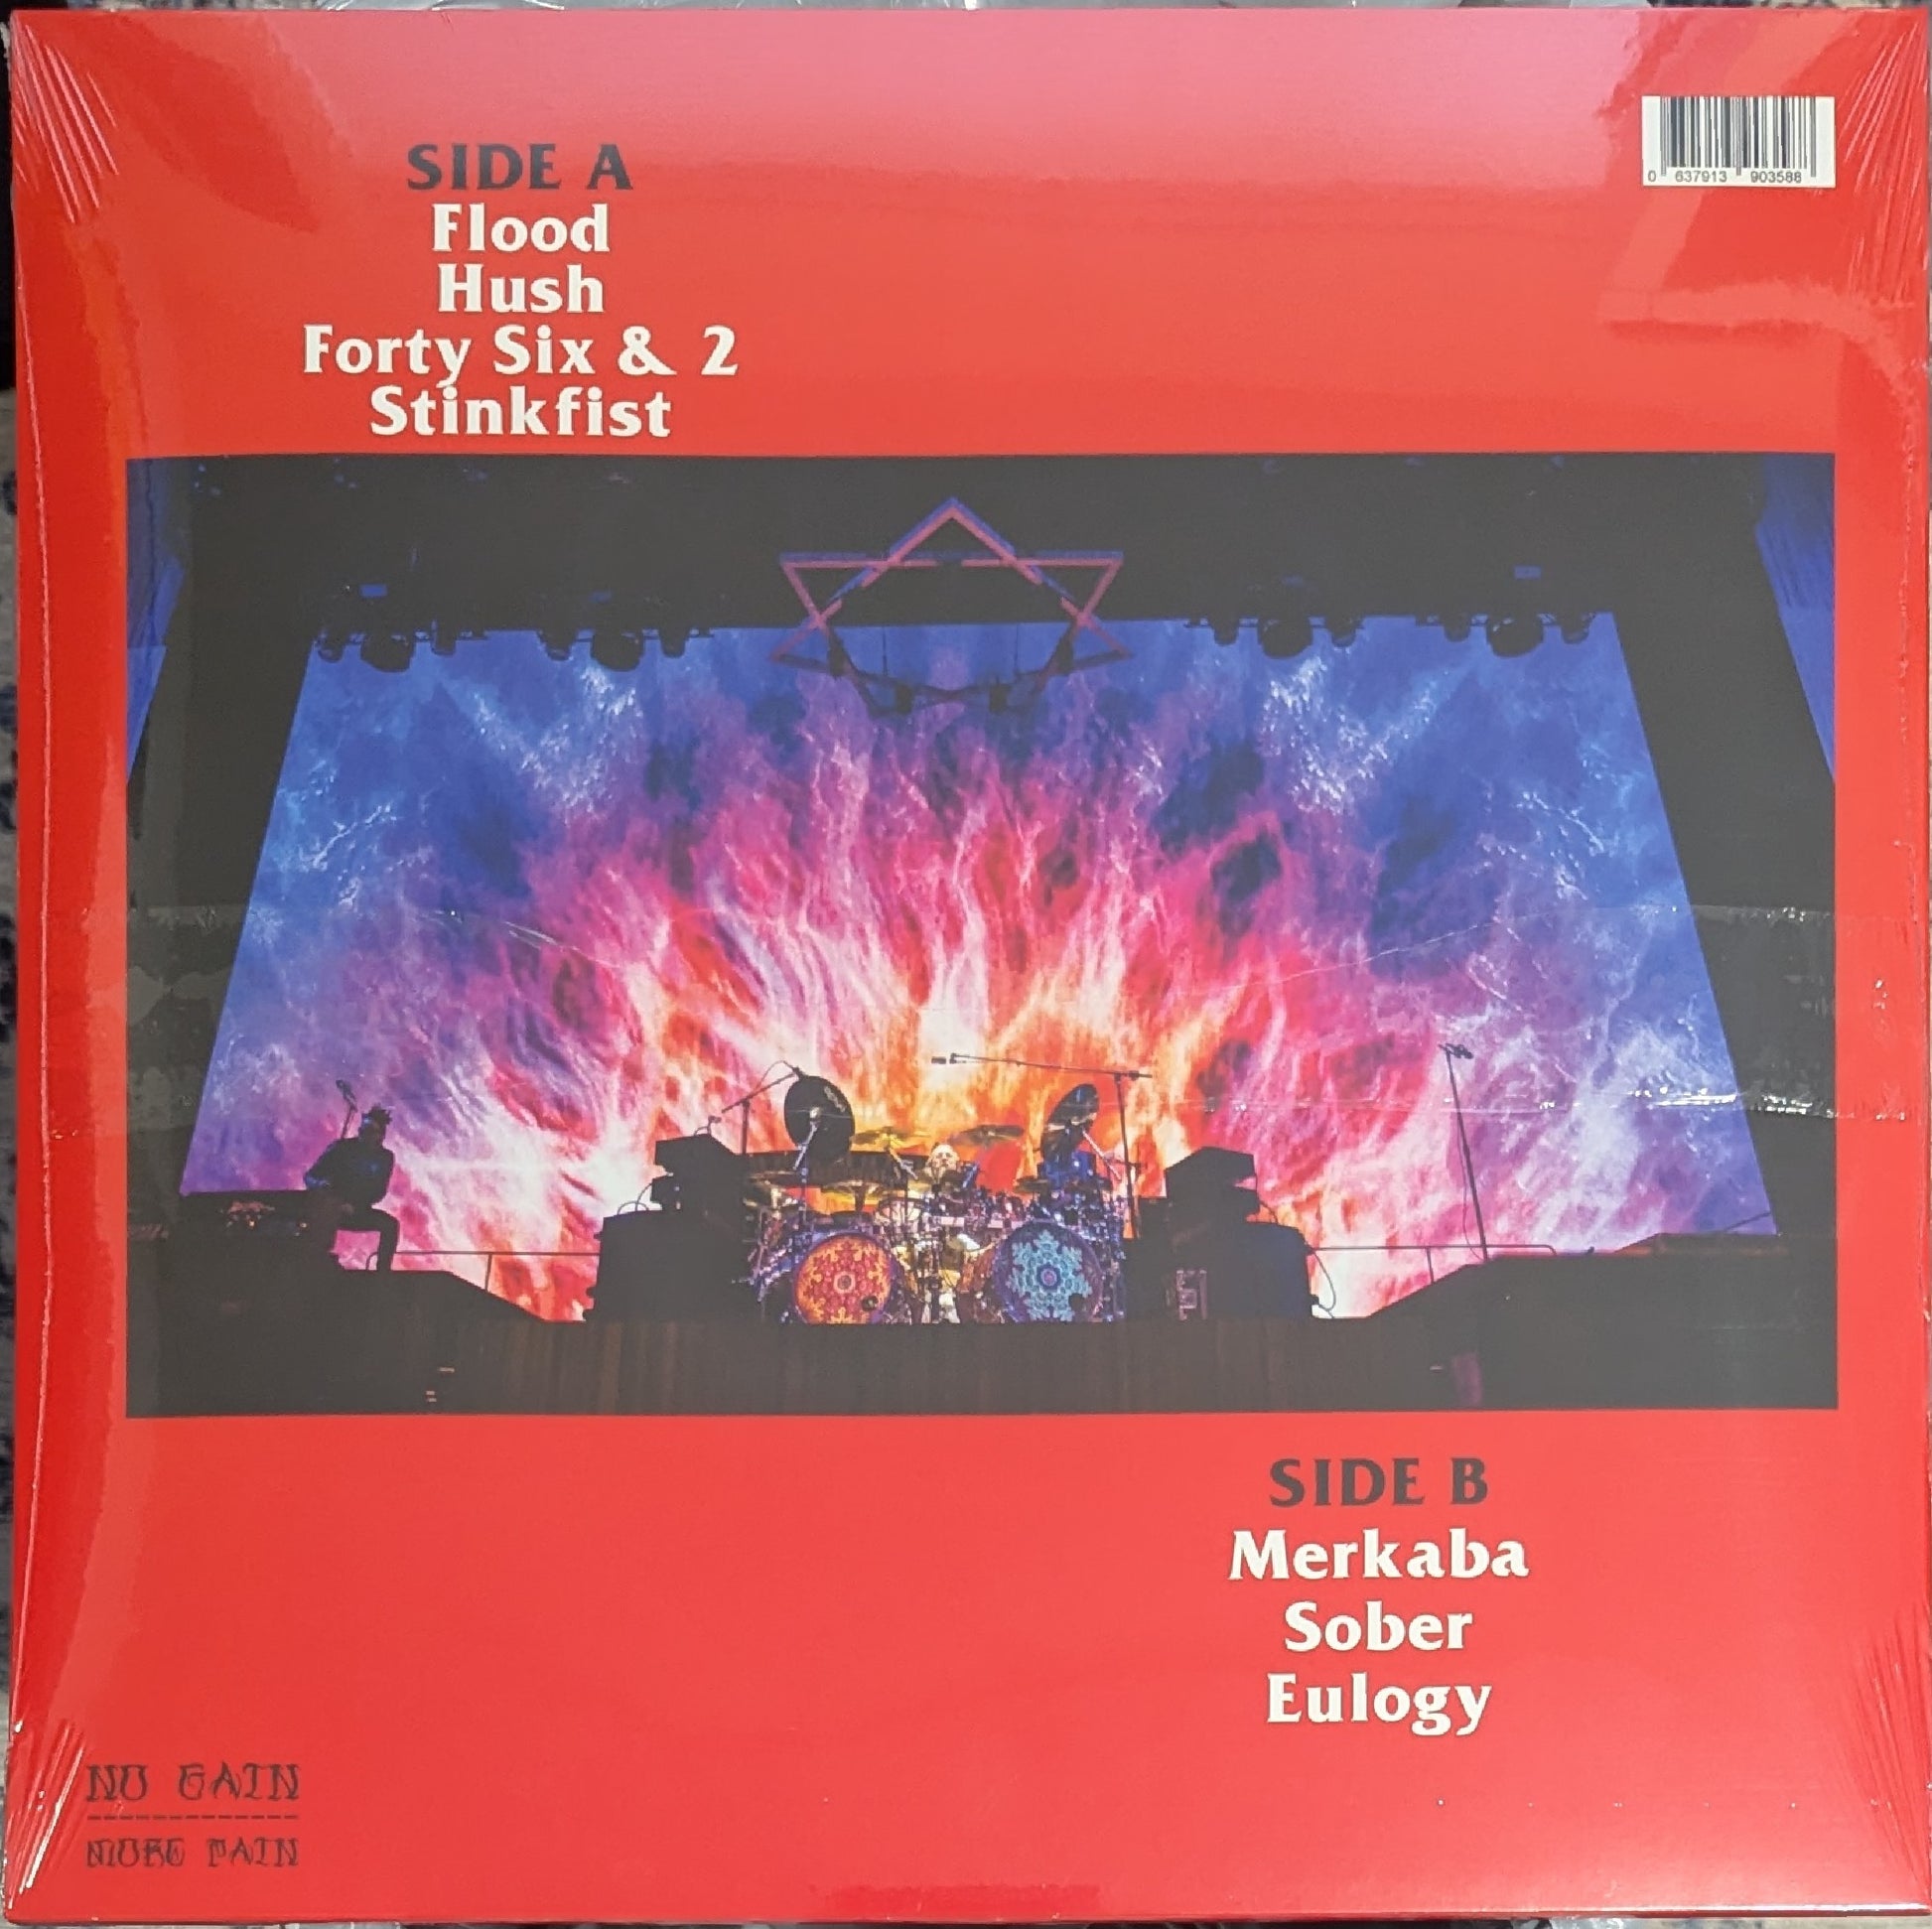 SIDE A
Flood
Hush
Forty Six & 2
Stinkfist
0 637913 903588
SIDE B
Merkaba
Sober
Eulogy
NO GAIN
MORE PAIN